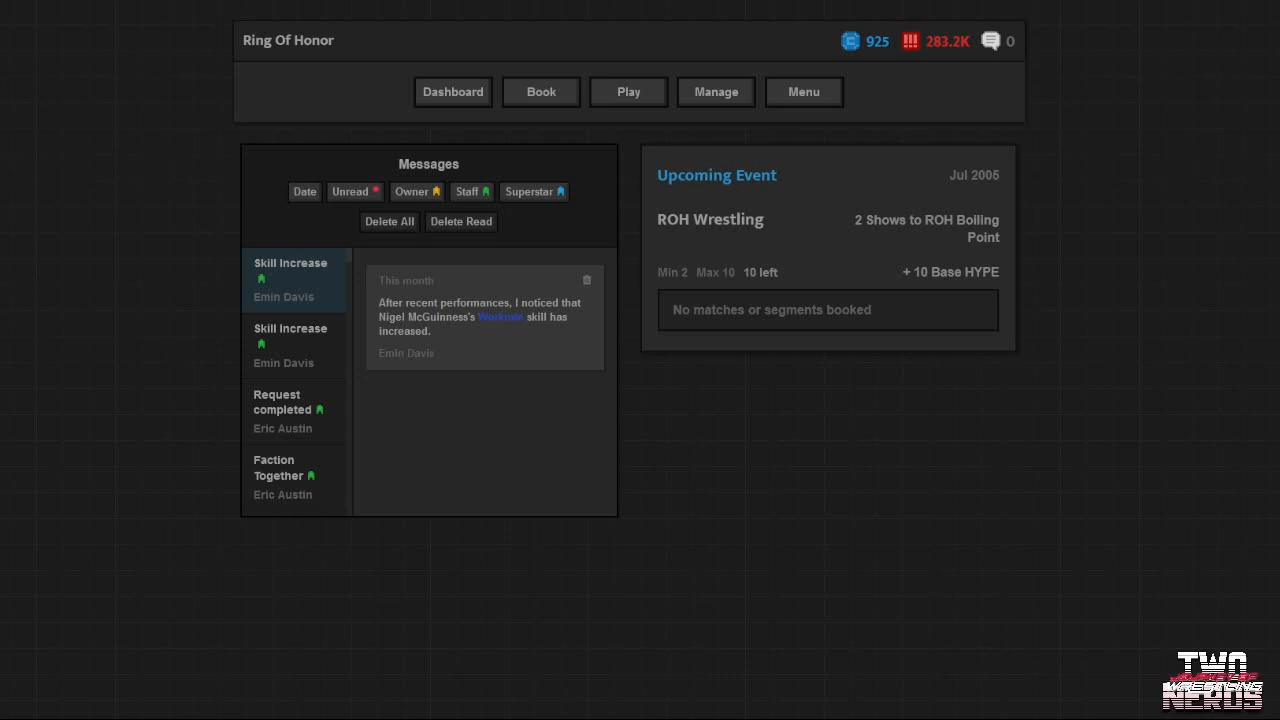 Ring Of Honor
925
283.2K
0
Dashboard
Book
Play
Manage
Menu
Messages
Date
Unread
Owner
Staff
Superstar
Delete All
Delete Read
Skill Increase
Emin Davis
Skill Increase
Emin Davis
Request
completed
Eric Austin
Faction
Together
Eric Austin
This month
After recent performances, I noticed that
Nigel McGuinness's Workrate skill has
increased.
Emin Davis
Upcoming Event
Jul 2005
ROH Wrestling
2 Shows to ROH Boiling
Point
Min 2 Max 10 10 left
+ 10 Base HYPE
No matches or segments booked
TWO
WRESTLING
NERDS